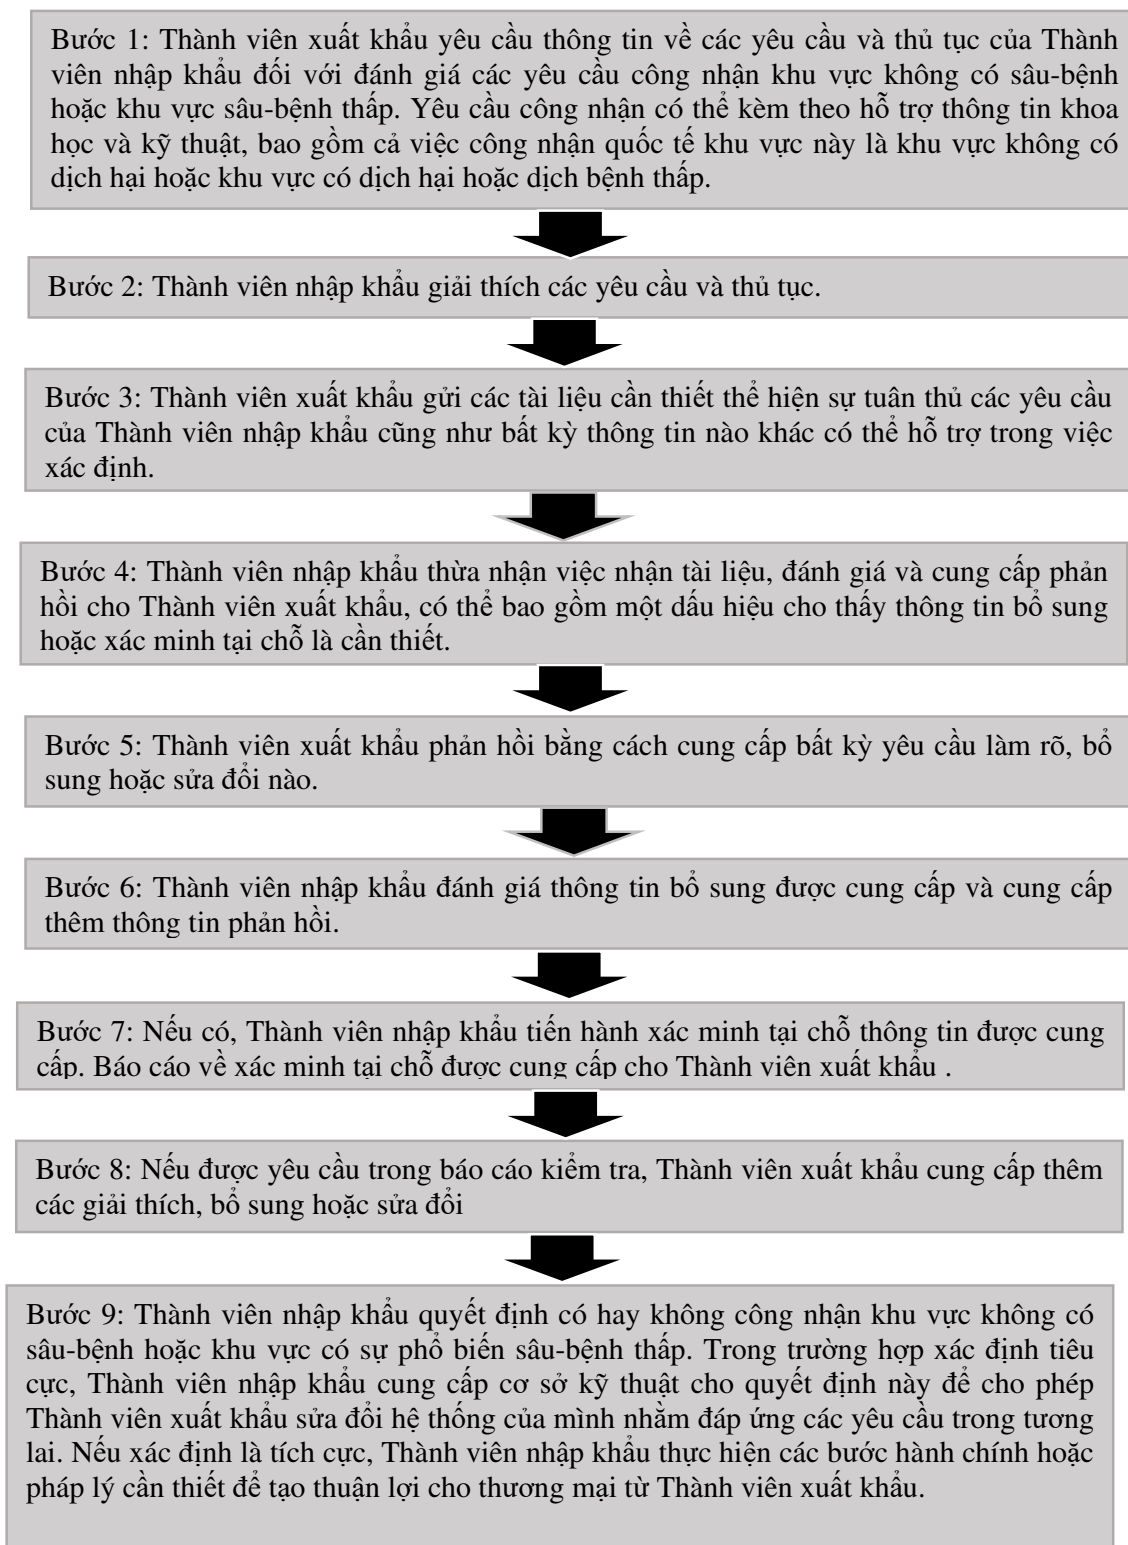 Bước 1: Thành viên xuất khẩu yêu cầu thông tin về các yêu cầu và thủ tục của Thành
viên nhập khẩu đối với đánh giá các yêu cầu công nhận khu vực không có sâu-bệnh
hoặc khu vực sâu-bệnh thấp. Yêu cầu công nhận có thể kèm theo hỗ trợ thông tin khoa
học và kỹ thuật, bao gồm cả việc công nhận quốc tế khu vực này là khu vực không có
dịch hại hoặc khu vực có dịch hại hoặc dịch bệnh thấp.
Bước 2: Thành viên nhập khẩu giải thích các yêu cầu và thủ tục.
Bước 3: Thành viên xuất khẩu gửi các tài liệu cần thiết thể hiện sự tuân thủ các yêu cầu
của Thành viên nhập khẩu cũng như bất kỳ thông tin nào khác có thể hỗ trợ trong việc
xác định.
Bước 4: Thành viên nhập khẩu thừa nhận việc nhận tài liệu, đánh giá và cung cấp phản
hồi cho Thành viên xuất khẩu, có thể bao gồm một dấu hiệu cho thấy thông tin bổ sung
hoặc xác minh tại chỗ là cần thiết.
Bước 5: Thành viên xuất khẩu phản hồi bằng cách cung cấp bất kỳ yêu cầu làm rõ, bổ
sung hoặc sửa đổi nào.
Bước 6: Thành viên nhập khẩu đánh giá thông tin bổ sung được cung cấp và cung cấp
thêm thông tin phản hồi.
Bước 7: Nếu có, Thành viên nhập khẩu tiến hành xác minh tại chỗ thông tin được cung
cấp. Báo cáo về xác minh tại chỗ được cung cấp cho Thành viên xuất khẩu .
Bước 8: Nếu được yêu cầu trong báo cáo kiểm tra, Thành viên xuất khẩu cung cấp thêm
các giải thích, bổ sung hoặc sửa đổi
Bước 9: Thành viên nhập khẩu quyết định có hay không công nhận khu vực không có
sâu-bệnh hoặc khu vực có sự phổ biến sâu-bệnh thấp. Trong trường hợp xác định tiêu
cực, Thành viên nhập khẩu cung cấp cơ sở kỹ thuật cho quyết định này để cho phép
Thành viên xuất khẩu sửa đổi hệ thống của mình nhằm đáp ứng các yêu cầu trong tương
lai. Nếu xác định là tích cực, Thành viên nhập khẩu thực hiện các bước hành chính hoặc
pháp lý cần thiết để tạo thuận lợi cho thương mại từ Thành viên xuất khẩu.